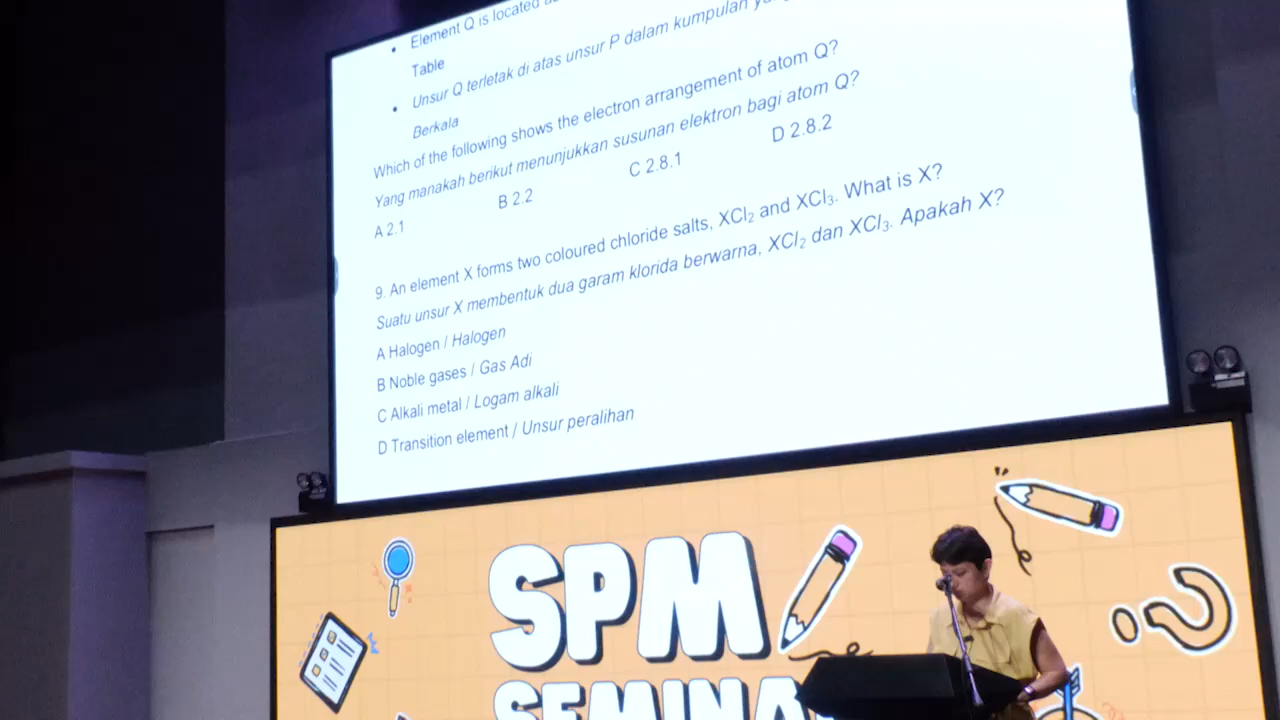 Element Q is located
Table
Unsur Q terletak di atas unsur P dalam kumpulan
Berkala
Which of the following shows the electron arrangement of atom Q?
Yang manakah berikut menunjukkan susunan elektron bagi atom Q?
A 2.1 B 2.2 C 2.8.1 D 2.8.2
9. An element X forms two coloured chloride salts, XCl₂ and XCl₃. What is X?
Suatu unsur X membentuk dua garam klorida berwarna, XCl₂ dan XCl₃. Apakah X?
A Halogen / Halogen
B Noble gases / Gas Adi
C Alkali metal / Logam alkali
D Transition element / Unsur peralihan
SPM
SEMINA